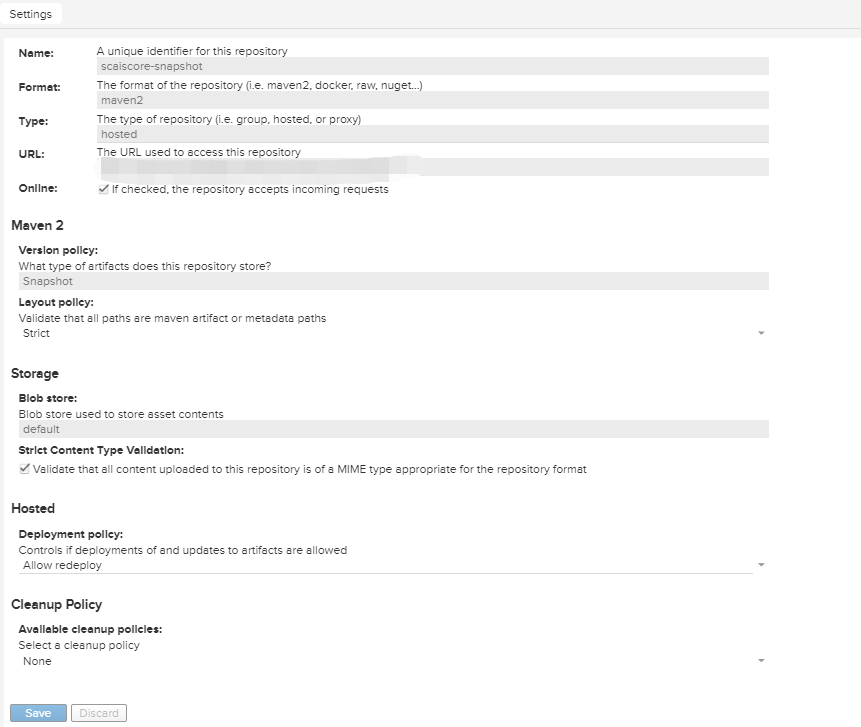 Settings
Name:
A unique identifier for this repository
scaiscore-snapshot
Format:
The format of the repository (i.e. maven2, docker, raw, nuget...)
maven2
Type:
The type of repository (i.e. group, hosted, or proxy)
hosted
URL:
The URL used to access this repository
Online:
If checked, the repository accepts incoming requests
Maven 2
Version policy:
What type of artifacts does this repository store?
Snapshot
Layout policy:
Validate that all paths are maven artifact or metadata paths
Strict
Storage
Blob store:
Blob store used to store asset contents
default
Strict Content Type Validation:
Validate that all content uploaded to this repository is of a MIME type appropriate for the repository format
Hosted
Deployment policy:
Controls if deployments of and updates to artifacts are allowed
Allow redeploy
Cleanup Policy
Available cleanup policies:
Select a cleanup policy
None
Save Discard